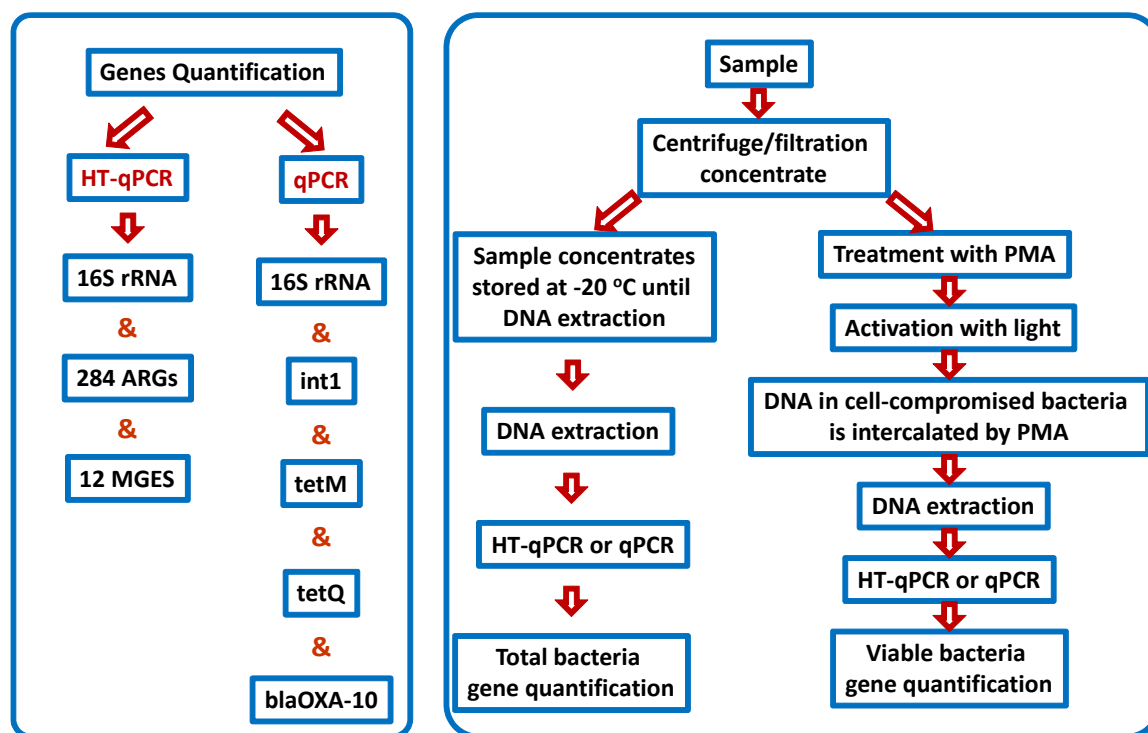 Genes Quantification
HT-qPCR
16S rRNA
&
284 ARGs
&
12 MGES
qPCR
16S rRNA
&
int1
&
tetM
&
tetQ
&
blaOXA-10
Sample
Centrifuge/filtration
concentrate
Sample concentrates
stored at -20 °C until
DNA extraction
DNA extraction
HT-qPCR or qPCR
Total bacteria
gene quantification
Treatment with PMA
Activation with light
DNA in cell-compromised bacteria
is intercalated by PMA
DNA extraction
HT-qPCR or qPCR
Viable bacteria
gene quantification